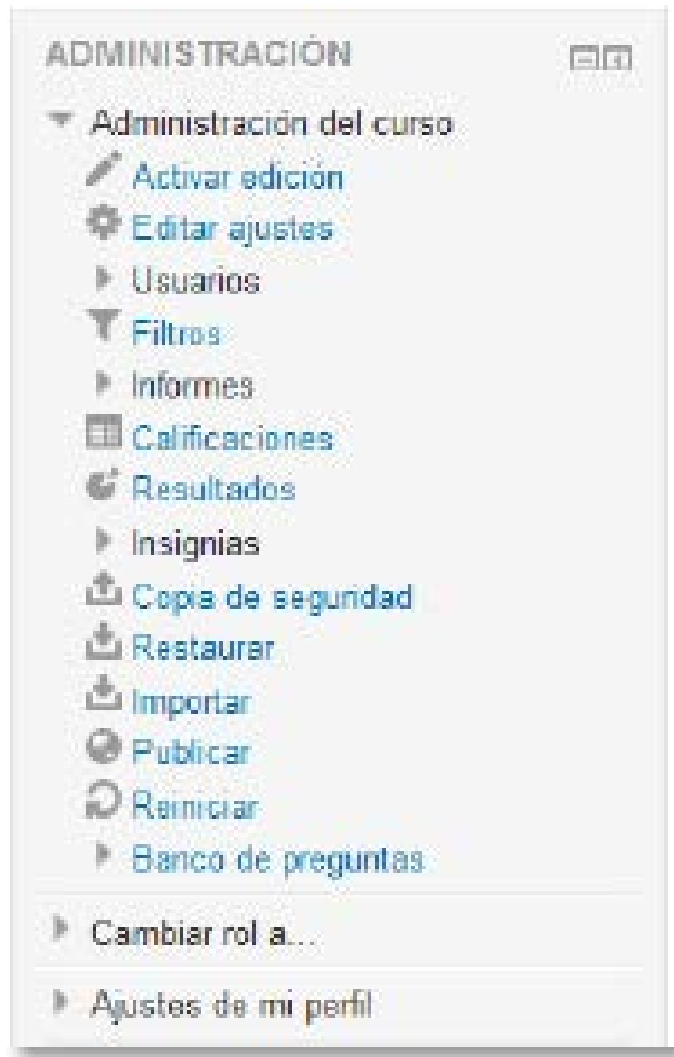 ADMINISTRACIÓN
Administración del curso
Activar edición
Editar ajustes
Usuarios
Filtros
Informes
Calificaciones
Resultados
Insignias
Copia de seguridad
Restaurar
Importar
Publicar
Reiniciar
Banco de preguntas
Cambiar rol a...
Ajustes de mi perfil